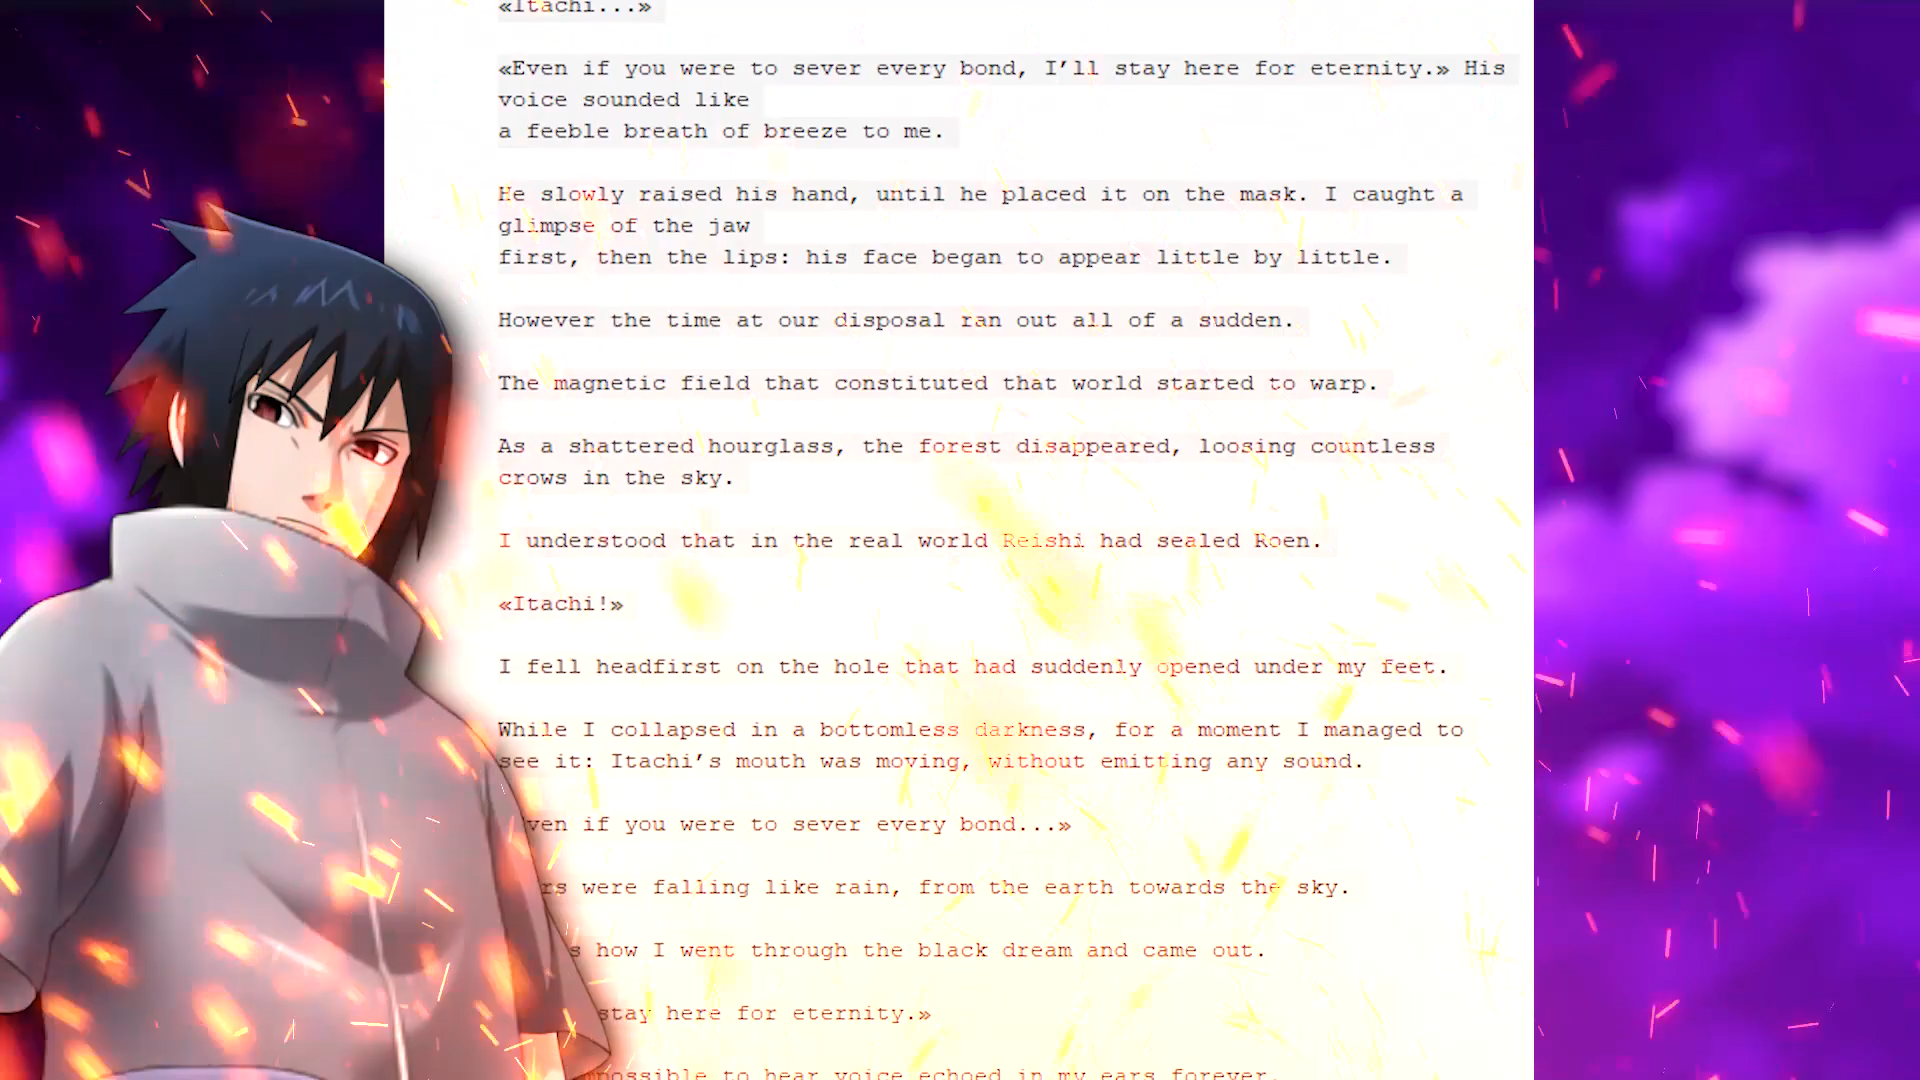 «Itachi...»
«Even if you were to sever every bond, I’ll stay here for eternity.» His
voice sounded like
a feeble breath of breeze to me.
He slowly raised his hand, until he placed it on the mask. I caught a
glimpse of the jaw
first, then the lips: his face began to appear little by little.
However the time at our disposal ran out all of a sudden.
The magnetic field that constituted that world started to warp.
As a shattered hourglass, the forest disappeared, loosing countless
crows in the sky.
I understood that in the real world Reishi had sealed Roen.
«Itachi!»
I fell headfirst on the hole that had suddenly opened under my feet.
While I collapsed in a bottomless darkness, for a moment I managed to
see it: Itachi’s mouth was moving, without emitting any sound.
if you were to sever every bond...»
were falling like rain, from the earth towards the sky.
how I went through the black dream and came out.
stay here for eternity.»
to hear voice echoed in my ears forever.